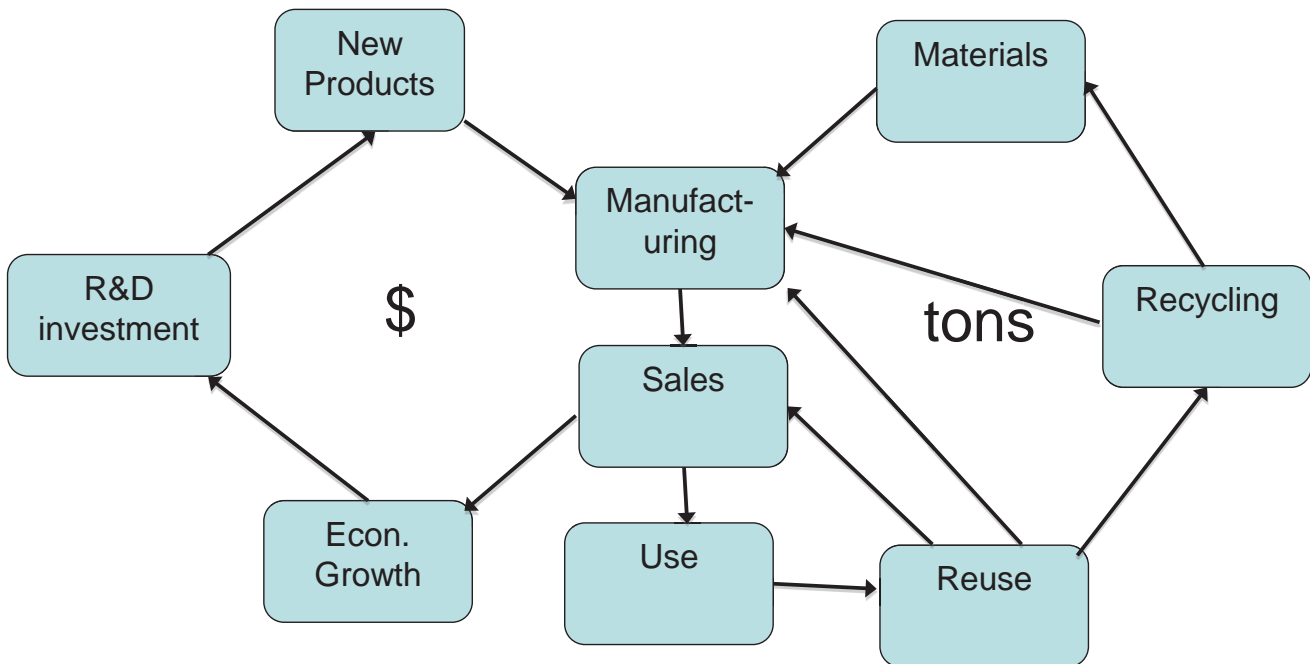 New
Products
Materials
Manufact-
uring
R&D
investment
$
tons
Recycling
Sales
Econ.
Growth
Use
Reuse